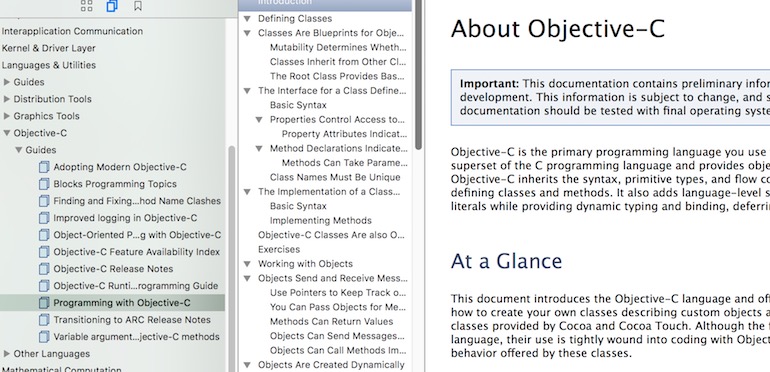 Interapplication Communication
Kernel & Driver Layer
Languages & Utilities
Guides
Distribution Tools
Graphics Tools
Objective-C
Guides
Adopting Modern Objective-C
Blocks Programming Topics
Finding and Fixing...hod Name Clashes
Improved logging in Objective-C
Object-Oriented P...g with Objective-C
Objective-C Feature Availability Index
Objective-C Release Notes
Objective-C Runti...rogramming Guide
Programming with Objective-C
Transitioning to ARC Release Notes
Variable argument...jective-C methods
Other Languages
Mathematical Computation
Introduction
Defining Classes
Classes Are Blueprints for Obje...
Mutability Determines Wheth...
Classes Inherit from Other Cl...
The Root Class Provides Bas...
The Interface for a Class Define...
Basic Syntax
Properties Control Access to...
Property Attributes Indicat...
Method Declarations Indicate...
Methods Can Take Parame...
Class Names Must Be Unique
The Implementation of a Class...
Basic Syntax
Implementing Methods
Objective-C Classes Are also O...
Exercises
Working with Objects
Objects Send and Receive Mess...
Use Pointers to Keep Track o...
You Can Pass Objects for Me...
Methods Can Return Values
Objects Can Send Messages...
Objects Can Call Methods Im...
Objects Are Created Dynamically
About Objective-C
Important: This documentation contains preliminary infor
development. This information is subject to change, and s
documentation should be tested with final operating syste
Objective-C is the primary programming language you use
superset of the C programming language and provides obje
Objective-C inherits the syntax, primitive types, and flow co
defining classes and methods. It also adds language-level s
literals while providing dynamic typing and binding, deferrin
At a Glance
This document introduces the Objective-C language and off
how to create your own classes describing custom objects a
classes provided by Cocoa and Cocoa Touch. Although the f
language, their use is tightly wound into coding with Object
behavior offered by these classes.